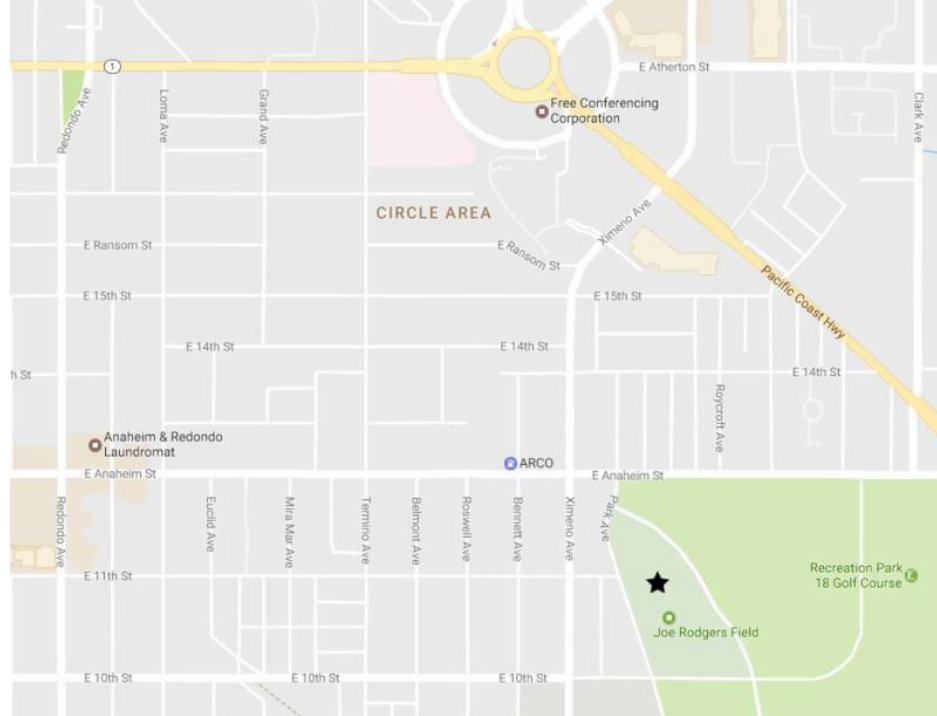 1
E Atherton St
Free Conferencing
Corporation
Redondo Ave
Loma Ave
Grand Ave
Clark Ave
CIRCLE AREA
Ximeno Ave
E Ransom St
E Ransom St
E 15th St
E 15th St
Pacific Coast Hwy
E 14th St
E 14th St
h St
E 14th St
Roycroft Ave
Anaheim & Redondo
Laundromat
ARCO
E Anaheim St
E Anaheim St
Redondo Ave
Euclid Ave
Mira Mar Ave
Termino Ave
Belmont Ave
Roswell Ave
Bennett Ave
Ximeno Ave
Park Ave
E 11th St
Recreation Park
18 Golf Course
Joe Rodgers Field
E 10th St
E 10th St
E 10th St